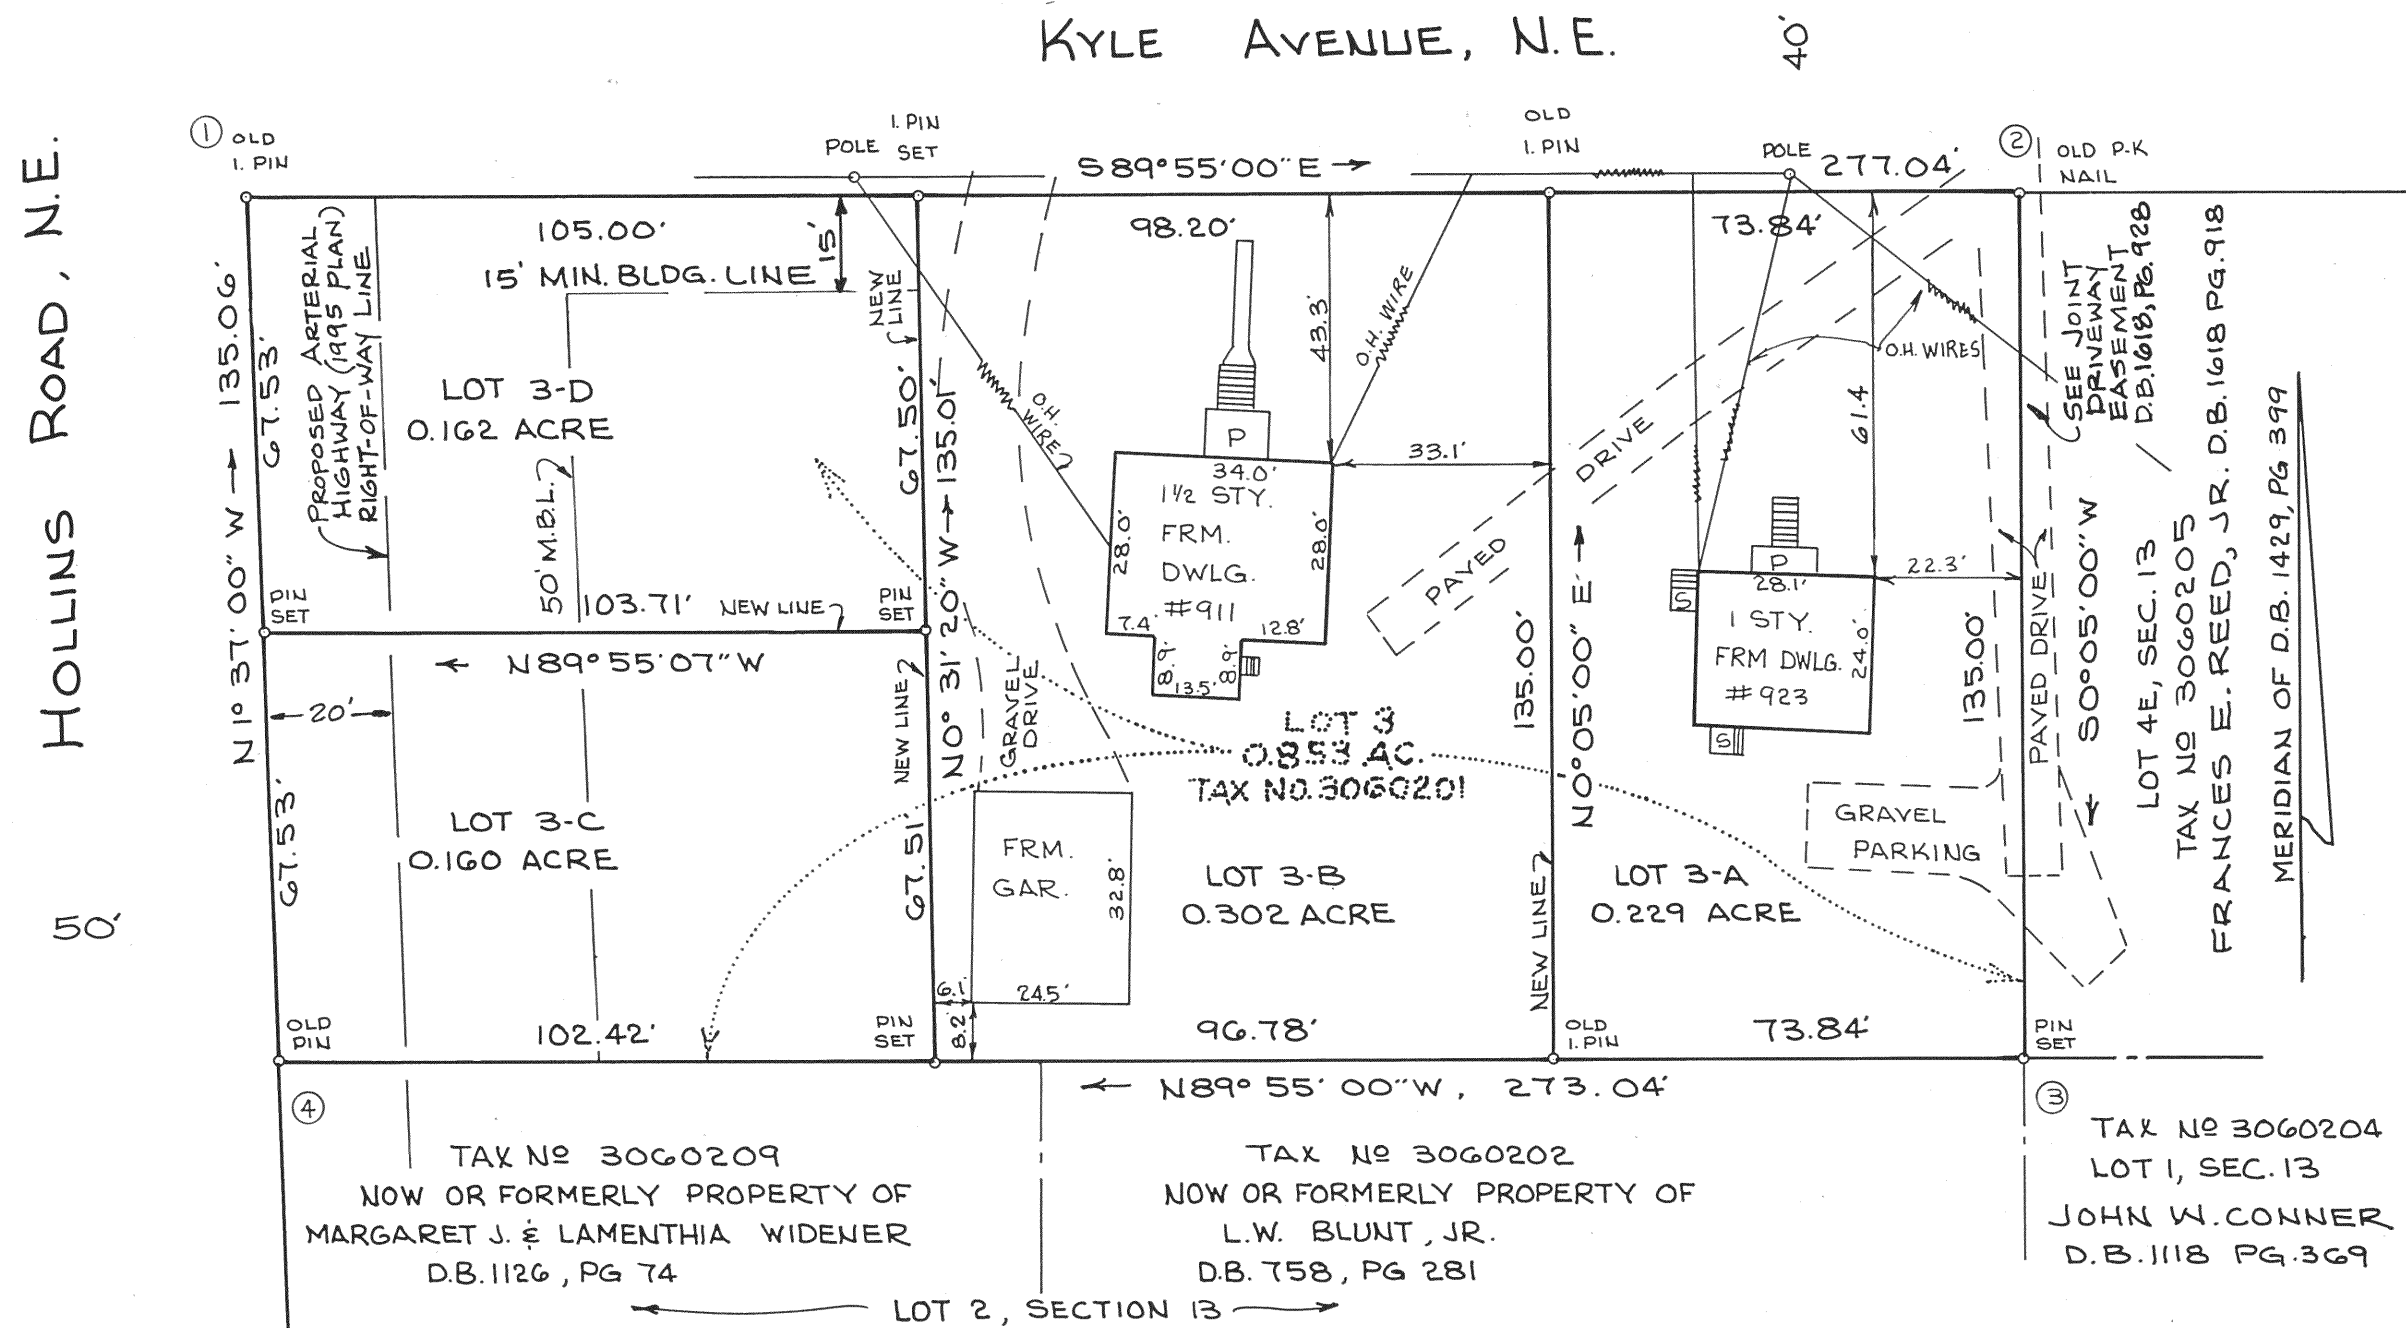 KYLE AVENUE, N.E.
40'
HOLLINS ROAD, N.E.
50'
1
OLD
I. PIN
POLE
I. PIN
SET
S 89° 55' 00" E
OLD
I. PIN
POLE
277.04'
2
OLD P-K
NAIL
105.00'
15' MIN. BLDG. LINE
15'
PROPOSED ARTERIAL
HIGHWAY (1995 PLAN)
RIGHT-OF-WAY LINE
N 1° 37' 00" W 135.06'
67.53'
LOT 3-D
0.162 ACRE
50' M.B.L.
NEW
LINE
67.50'
N0° 31' 20" W 135.01'
PIN
SET
103.71'
NEW LINE
PIN
SET
N89° 55' 07" W
20'
67.53'
LOT 3-C
0.160 ACRE
NEW LINE
67.51
OLD
PIN
102.42'
PIN
SET
98.20'
43.3'
O.H. WIRE
O.H.
WIRE
P
34.0'
1 1/2 STY.
FRM.
DWLG.
#911
28.0'
28.0'
7.4'
12.8'
8.9'
8.9'
13.5'
33.1'
PAVED
DRIVE
GRAVEL
DRIVE
LOT 3
0.853 AC.
TAX NO. 3060201
FRM.
GAR.
32.8'
24.5'
6.1'
8.2'
LOT 3-B
0.302 ACRE
96.78'
135.00'
N0° 05' 00" E
NEW LINE
OLD
I. PIN
73.84'
O.H. WIRES
61.4
P
S
28.1'
1 STY.
FRM DWLG.
#923
24.0'
S
22.3'
135.00'
PAVED DRIVE
GRAVEL
PARKING
LOT 3-A
0.229 ACRE
73.84'
PIN
SET
S0° 05' 00" W
SEE JOINT
DRIVEWAY
EASEMENT
D.B. 1618, PG. 928
LOT 4E, SEC. 13
TAX Nº 3060205
FRANCES E. REED, JR. D.B. 1618 PG. 918
MERIDIAN OF D.B. 1429, PG 399
N89° 55' 00" W, 273.04'
4
3
TAX Nº 3060209
NOW OR FORMERLY PROPERTY OF
MARGARET J. & LAMENTHIA WIDENER
D.B. 1126, PG 74
TAX Nº 3060202
NOW OR FORMERLY PROPERTY OF
L.W. BLUNT, JR.
D.B. 758, PG 281
TAX Nº 3060204
LOT 1, SEC. 13
JOHN W. CONNER
D.B. 1118 PG. 369
LOT 2, SECTION 13